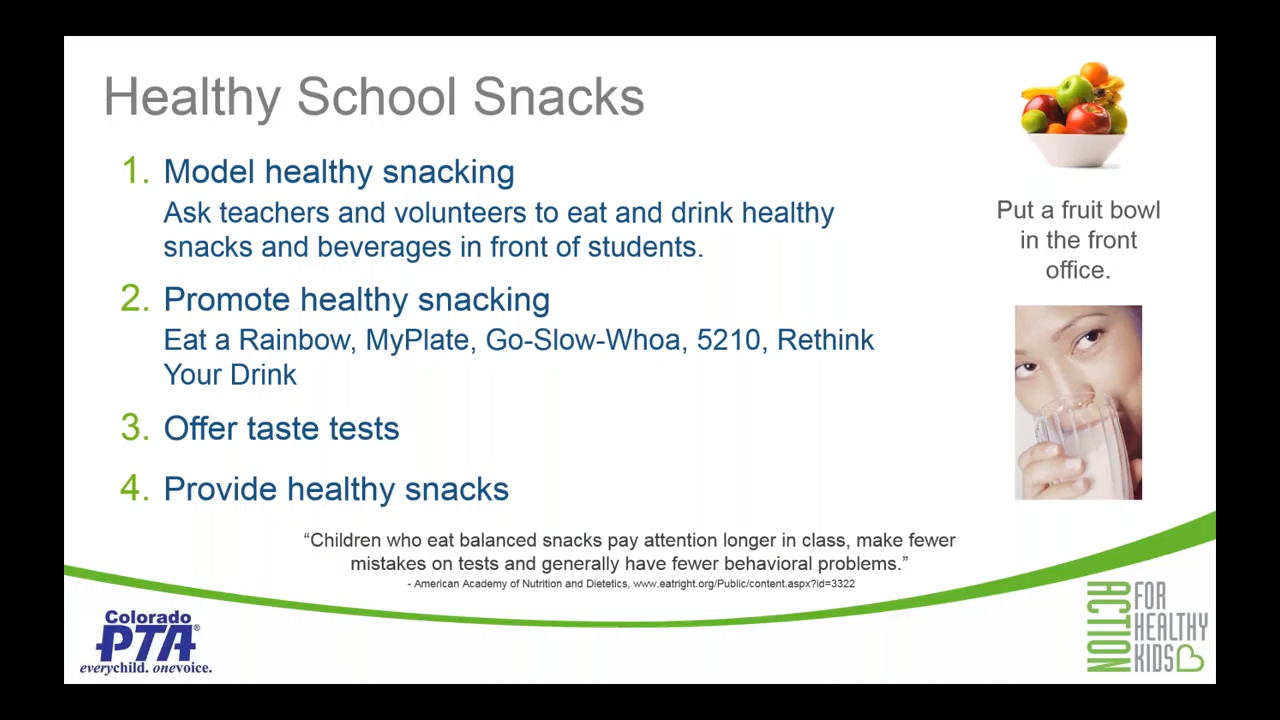 Healthy School Snacks
1. Model healthy snacking
Ask teachers and volunteers to eat and drink healthy
snacks and beverages in front of students.
2. Promote healthy snacking
Eat a Rainbow, MyPlate, Go-Slow-Whoa, 5210, Rethink
Your Drink
3. Offer taste tests
4. Provide healthy snacks
Put a fruit bowl
in the front
office.
“Children who eat balanced snacks pay attention longer in class, make fewer
mistakes on tests and generally have fewer behavioral problems.”
- American Academy of Nutrition and Dietetics, www.eatright.org/Public/content.aspx?id=3322
Colorado
PTA®
everychild. onevoice.
ACTION
FOR
HEALTHY
KIDS